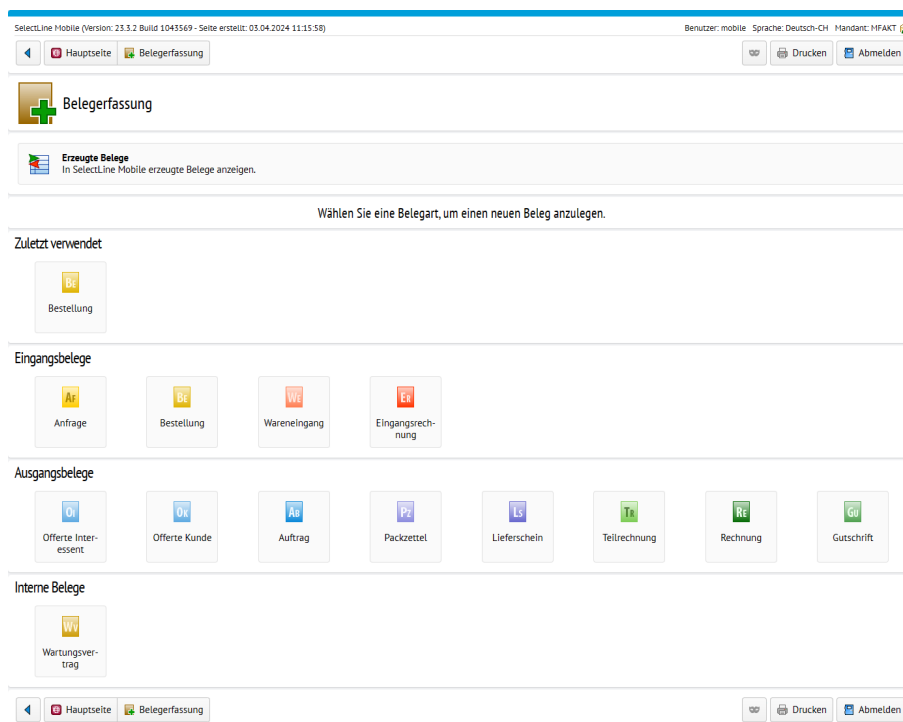 SelectLine Mobile (Version: 23.3.2 Build 1043569 - Seite erstellt: 03.04.2024 11:15:58) Benutzer: mobile Sprache: Deutsch-CH Mandant: MFAKT
Hauptseite Belegerfassung Drucken Abmelden
Belegerfassung
Erzeugte Belege
In SelectLine Mobile erzeugte Belege anzeigen.
Wählen Sie eine Belegart, um einen neuen Beleg anzulegen.
Zuletzt verwendet
BE
Bestellung
Eingangsbelege
AF BE WE ER
Anfrage Bestellung Wareneingang Eingangsrech-
nung
Ausgangsbelege
OI OK AB PZ LS TR RE GU
Offerte Inter- Offerte Kunde Auftrag Packzettel Lieferschein Teilrechnung Rechnung Gutschrift
essent
Interne Belege
WV
Wartungsver-
trag
Hauptseite Belegerfassung Drucken Abmelden